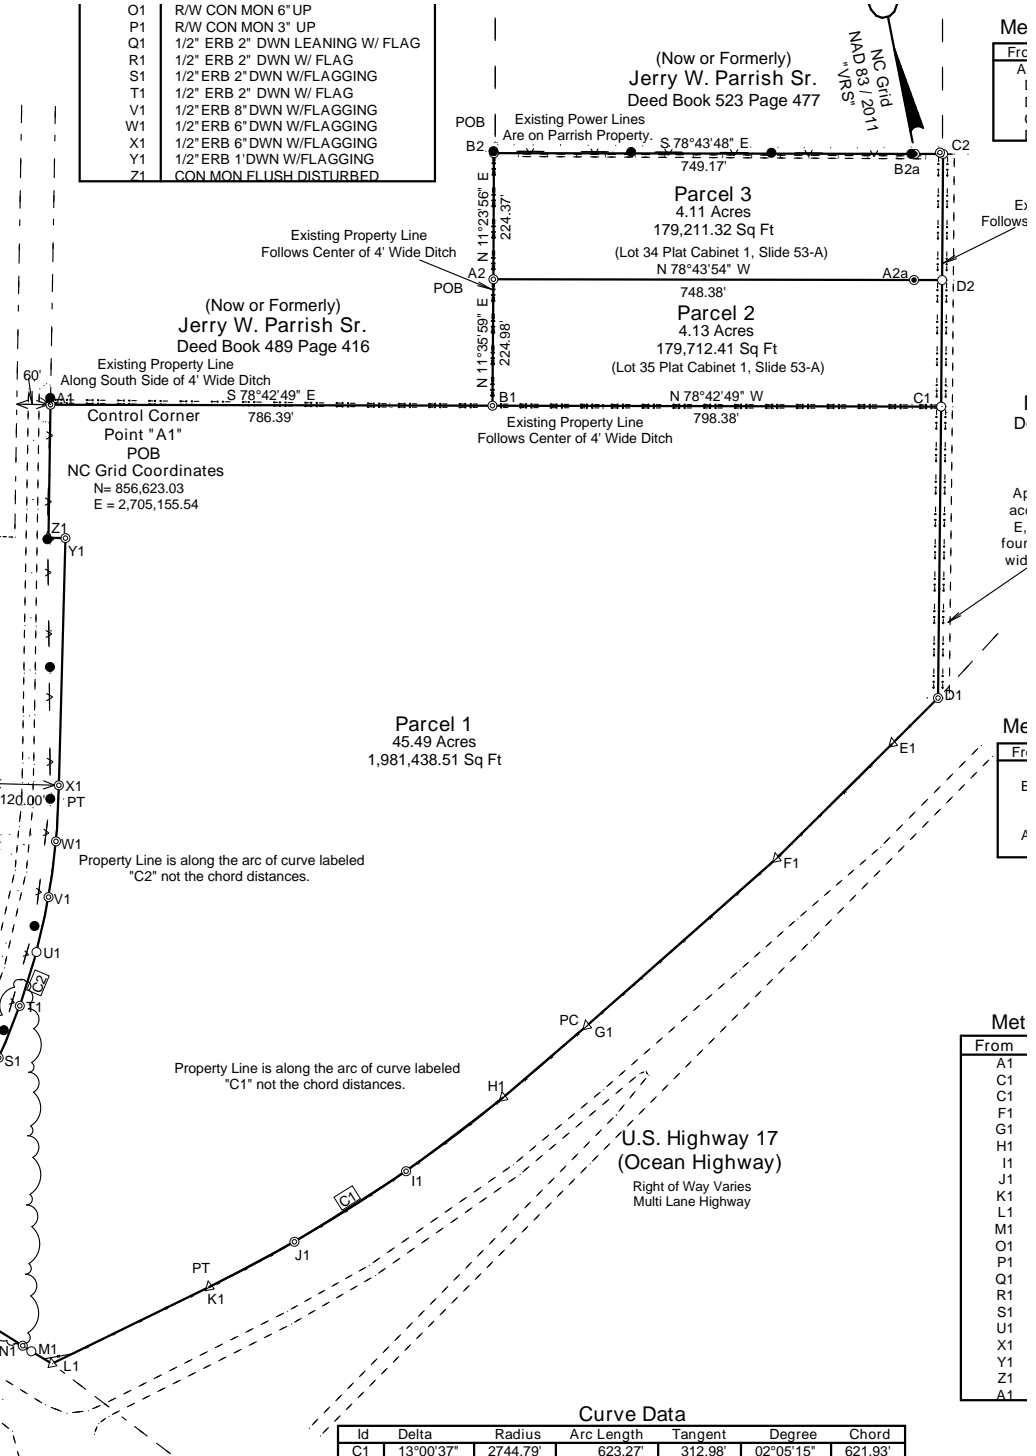 O1 R/W CON MON 6" UP
P1 R/W CON MON 3" UP
Q1 1/2" ERB 2" DWN LEANING W/ FLAG
R1 1/2" ERB 2" DWN W/ FLAG
S1 1/2" ERB 2" DWN W/FLAGGING
T1 1/2" ERB 2" DWN W/ FLAG
V1 1/2" ERB 8" DWN W/FLAGGING
W1 1/2" ERB 6" DWN W/FLAGGING
X1 1/2" ERB 6" DWN W/FLAGGING
Y1 1/2" ERB 1' DWN W/FLAGGING
Z1 CON MON FLUSH DISTURBED
(Now or Formerly)
Jerry W. Parrish Sr.
Deed Book 523 Page 477
NC Grid
NAD 83 / 2011
"VRS"
POB
B2
Existing Power Lines
Are on Parrish Property.
S 78°43'48" E
749.17'
B2a
C2
Parcel 3
4.11 Acres
179,211.32 Sq Ft
(Lot 34 Plat Cabinet 1, Slide 53-A)
N 11°23'56" E
224.37'
Existing Property Line
Follows Center of 4' Wide Ditch
A2
POB
N 78°43'54" W
748.38'
A2a
D2
Follows
Parcel 2
4.13 Acres
179,712.41 Sq Ft
(Lot 35 Plat Cabinet 1, Slide 53-A)
N 11°35'59" E
224.98'
(Now or Formerly)
Jerry W. Parrish Sr.
Deed Book 489 Page 416
Existing Property Line
Along South Side of 4' Wide Ditch
60'
A1
S 78°42'49" E
786.39'
B1
N 78°42'49" W
798.38'
C1
Existing Property Line
Follows Center of 4' Wide Ditch
Control Corner
Point "A1"
POB
NC Grid Coordinates
N= 856,623.03
E = 2,705,155.54
Z1
Y1
E,
D1
E1
Parcel 1
45.49 Acres
1,981,438.51 Sq Ft
X1
120.00'
PT
W1
Property Line is along the arc of curve labeled
"C2" not the chord distances.
F1
V1
U1
C2
T1
S1
PC
G1
Property Line is along the arc of curve labeled
"C1" not the chord distances.
H1
U.S. Highway 17
(Ocean Highway)
Right of Way Varies
Multi Lane Highway
I1
C1
J1
PT
K1
N1
M1
L1
From
A1
C1
C1
F1
G1
H1
I1
J1
K1
L1
M1
O1
P1
Q1
R1
S1
U1
X1
Y1
Z1
A1
Curve Data
Id Delta Radius Arc Length Tangent Degree Chord
C1 13°00'37" 2744.79' 623.27' 312.98' 02°05'15" 621.93'